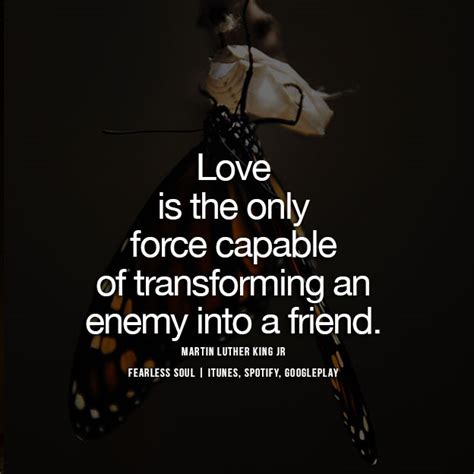 Love
is the only
force capable
of transforming an
enemy into a friend.
MARTIN LUTHER KING JR
FEARLESS SOUL | ITUNES, SPOTIFY, GOOGLEPLAY